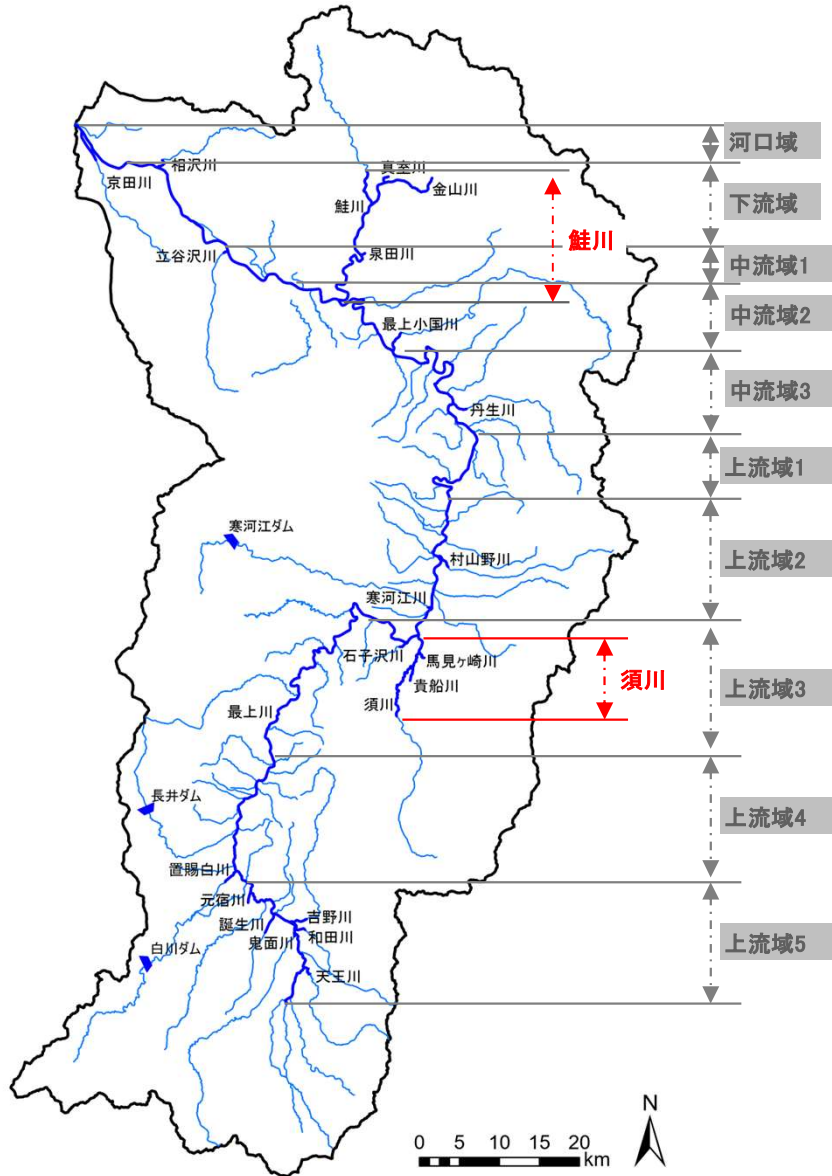 河口域
相沢川
京田川
真室川
金山川
鮭川
下流域
鮭川
立谷沢川
泉田川
中流域1
最上小国川
中流域2
中流域3
丹生川
上流域1
寒河江ダム
村山野川
上流域2
寒河江川
石子沢川
馬見ヶ崎川
貴船川
須川
須川
上流域3
最上川
長井ダム
上流域4
置賜白川
元宿川
誕生川
吉野川
鬼面川
和田川
白川ダム
上流域5
天王川
N
0 5 10 15 20
km